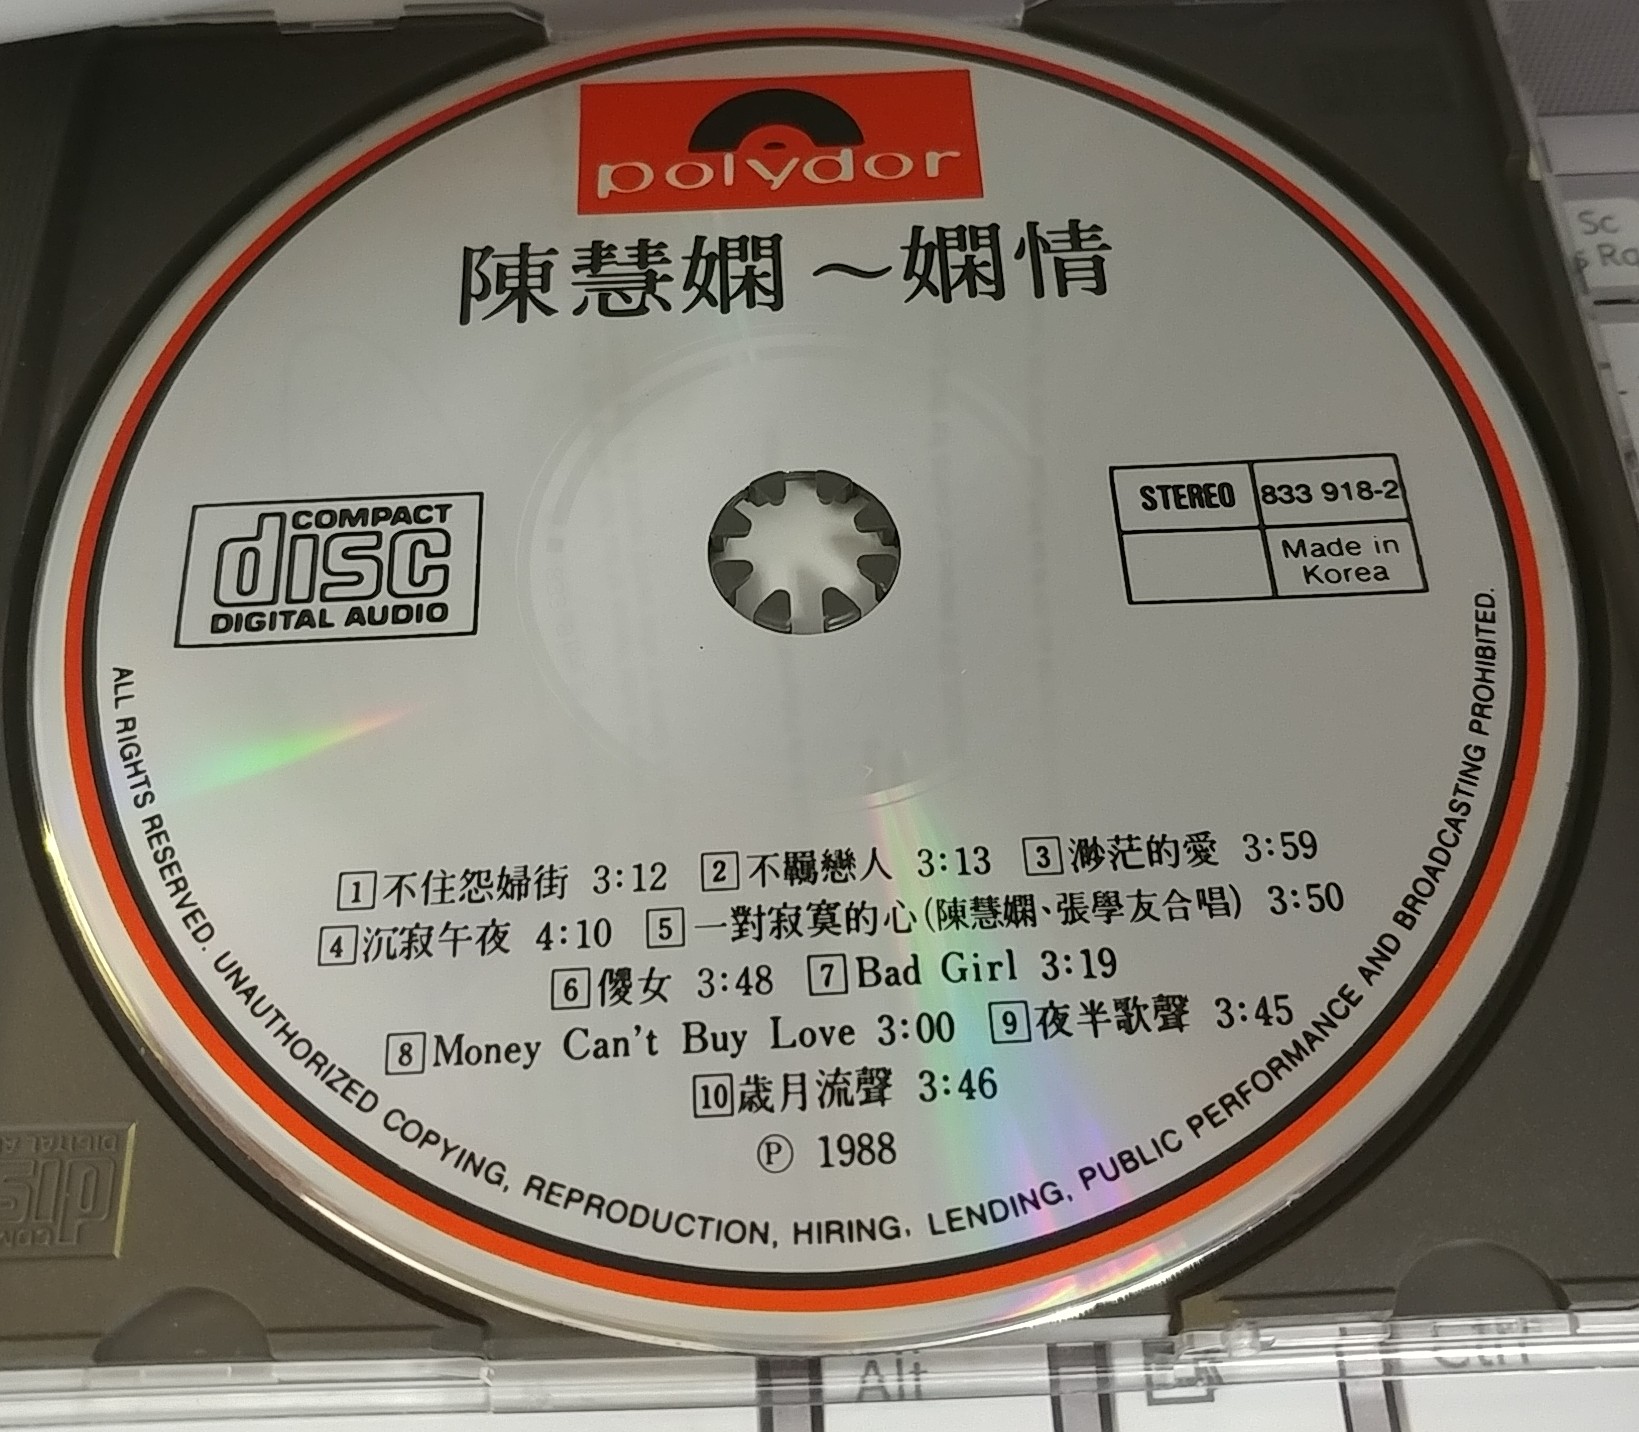 polydor
陳慧嫻～嫻情
COMPACT
disc
DIGITAL AUDIO
STEREO 833 918-2
Made in
Korea
1 不住怨婦街 3:12 2 不羈戀人 3:13 3 渺茫的愛 3:59
4 沉寂午夜 4:10 5 一對寂寞的心(陳慧嫻、張學友合唱) 3:50
6 傻女 3:48 7 Bad Girl 3:19
8 Money Can't Buy Love 3:00 9 夜半歌聲 3:45
10 歲月流聲 3:46
Ⓟ 1988
ALL RIGHTS RESERVED. UNAUTHORIZED COPYING, REPRODUCTION, HIRING, LENDING, PUBLIC PERFORMANCE AND BROADCASTING PROHIBITED.
Sc
Alt
Ctrl